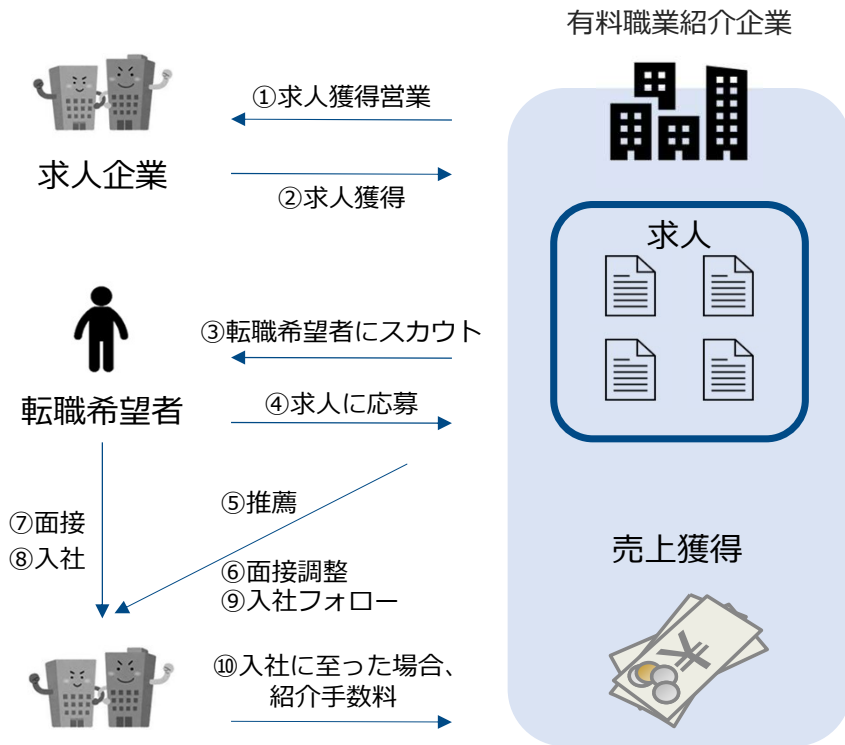 有料職業紹介企業
①求人獲得営業
求人企業
②求人獲得
求人
③転職希望者にスカウト
④求人に応募
転職希望者
⑤推薦
⑦面接
⑧入社
⑥面接調整
⑨入社フォロー
売上獲得
¥
⑩入社に至った場合、
紹介手数料